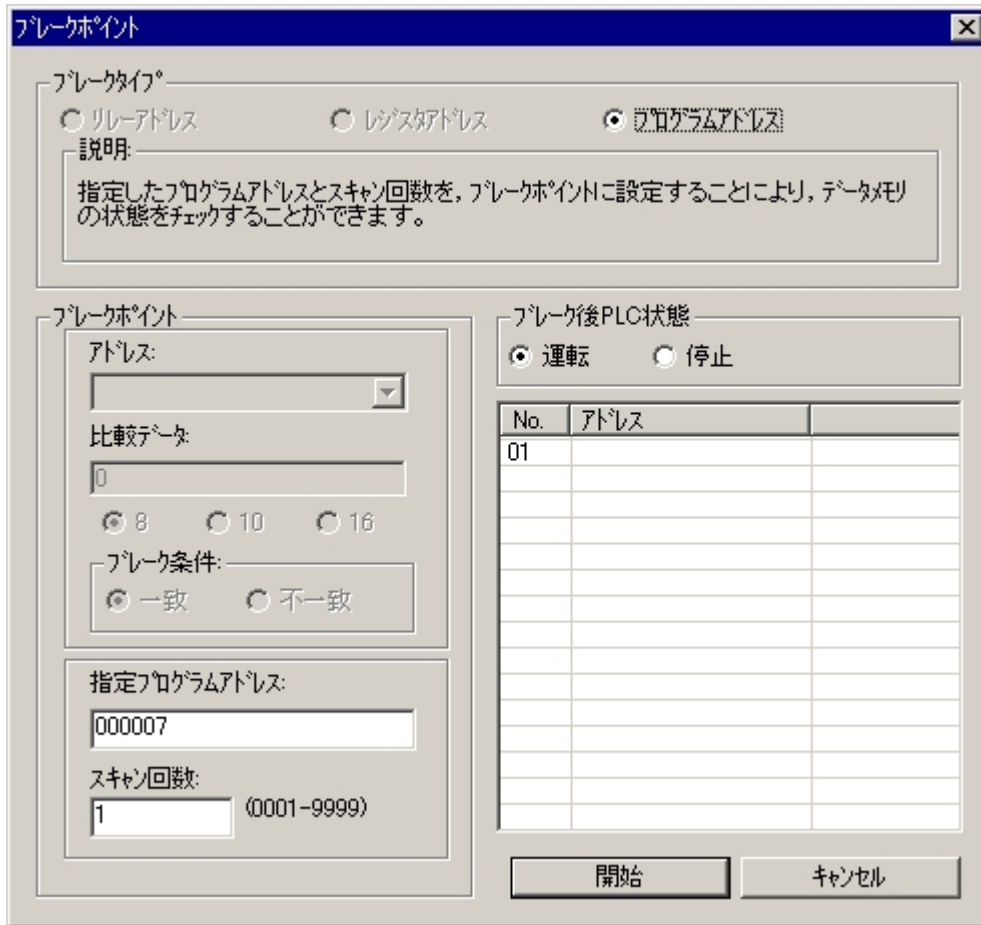 ブレークポイント
ブレークタイプ
リレーアドレス
レジスタアドレス
プログラムアドレス
説明:
指定したプログラムアドレスとスキャン回数を,ブレークポイントに設定することにより,データメモリ
の状態をチェックすることができます。
ブレークポイント
アドレス:
比較データ:
0
8 10 16
ブレーク条件:
一致 不一致
指定プログラムアドレス:
000007
スキャン回数:
1 (0001-9999)
ブレーク後PLC状態
運転 停止
No. アドレス
01
開始 キャンセル